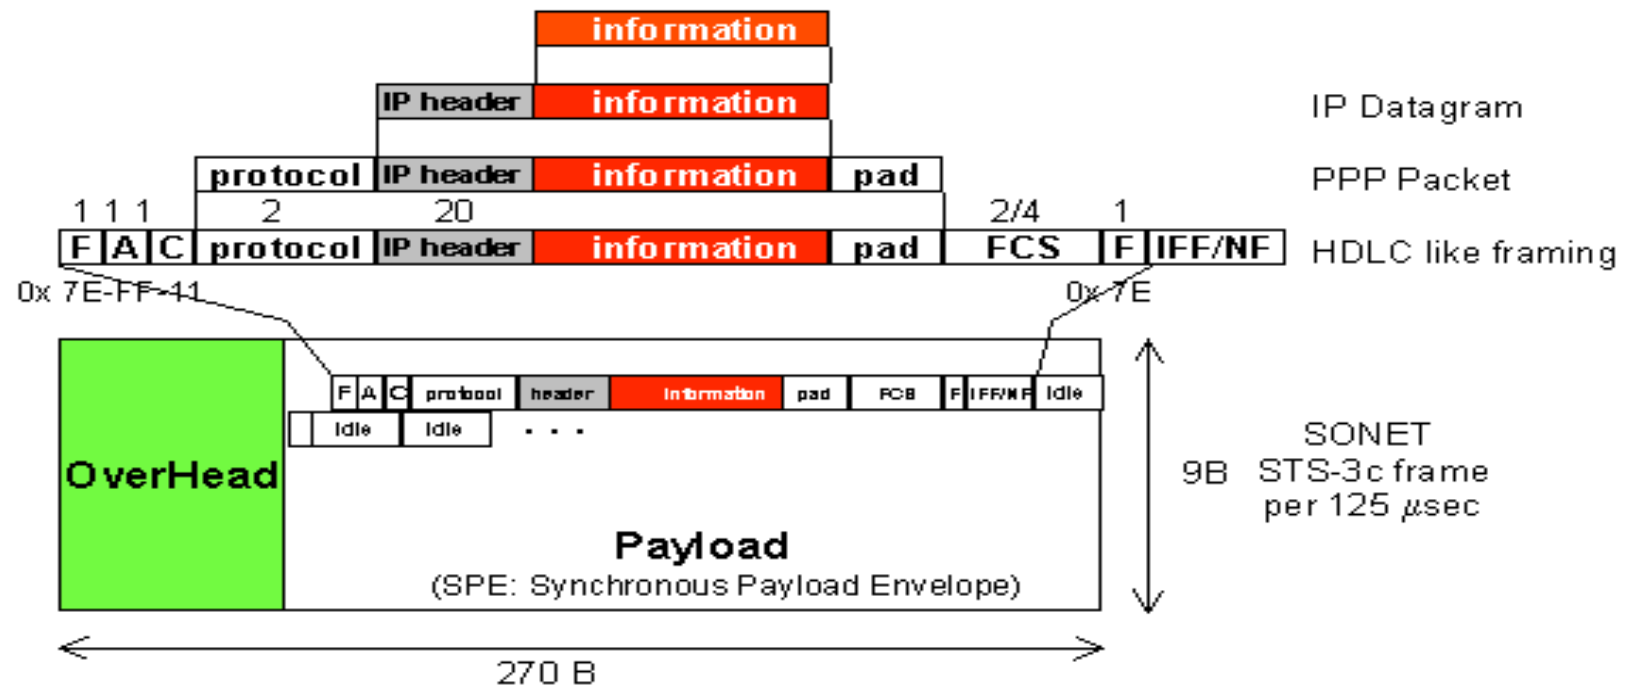 information
IP header information IP Datagram
protocol IP header information pad PPP Packet
1 1 1 2 20 2/4 1
F A C protocol IP header information pad FCS F IFF/NF HDLC like framing
0x 7E-FF-41 0x 7E
F A C protocol header information pad FCS F IFF/NF Idle
Idle Idle . . .
OverHead
9B
SONET
STS-3c frame
per 125 μsec
Payload
(SPE: Synchronous Payload Envelope)
270 B